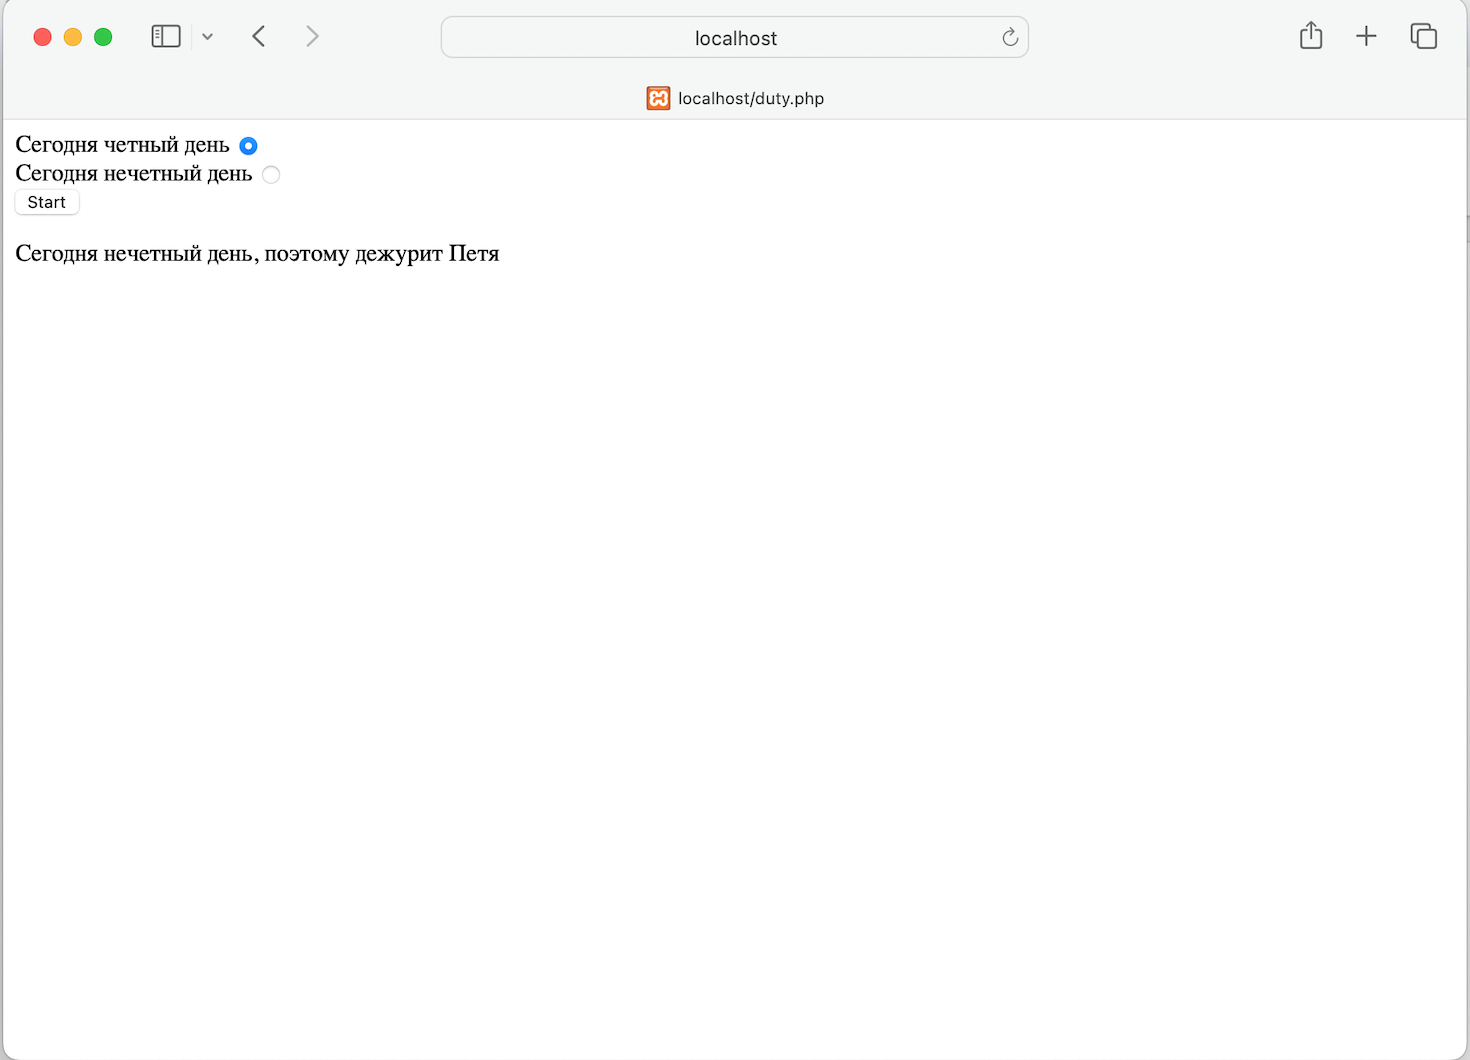 localhost
localhost/duty.php
Сегодня четный день
Сегодня нечетный день
Start
Сегодня нечетный день, поэтому дежурит Петя